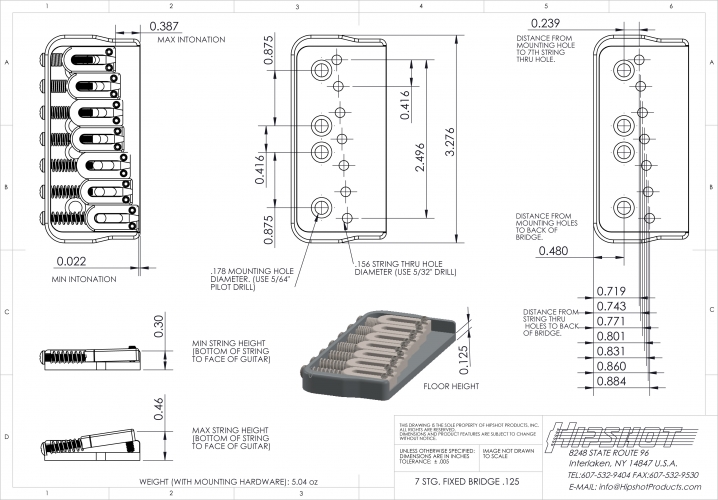 1
2
3
4
5
6
A
B
C
D
A
B
C
D
0.387
MAX INTONATION
0.022
MIN INTONATION
0.875
0.416
0.875
0.416
2.496
3.276
.178 MOUNTING HOLE
DIAMETER. (USE 5/64"
PILOT DRILL)
.156 STRING THRU HOLE
DIAMETER (USE 5/32" DRILL)
0.239
DISTANCE FROM
MOUNTING HOLE
TO 7TH STRING
THRU HOLE.
DISTANCE FROM
MOUNTING HOLES
TO BACK OF
BRIDGE.
0.480
DISTANCE FROM
STRING THRU
HOLES TO BACK
OF BRIDGE.
0.719
0.743
0.771
0.801
0.831
0.860
0.884
0.30
MIN STRING HEIGHT
(BOTTOM OF STRING
TO FACE OF GUITAR)
0.46
MAX STRING HEIGHT
(BOTTOM OF STRING
TO FACE OF GUITAR)
0.125
FLOOR HEIGHT
THIS DRAWING IS THE SOLE PROPERTY OF HIPSHOT PRODUCTS, INC.
ALL RIGHTS ARE RESERVED.
DIMENSIONS AND PRODUCT FEATURES ARE SUBJECT TO CHANGE
WITHOUT NOTICE.
UNLESS OTHERWISE SPECIFIED:
DIMENSIONS ARE IN INCHES
TOLERANCE: ± .005
IMAGE NOT DRAWN
TO SCALE
HIPSHOT
8248 STATE ROUTE 96
Interlaken, NY 14847 U.S.A.
TEL:607-532-9404 FAX:607-532-9530
E-MAIL: info@HipshotProducts.com
7 STG. FIXED BRIDGE .125
WEIGHT (WITH MOUNTING HARDWARE): 5.04 oz
1
2
3